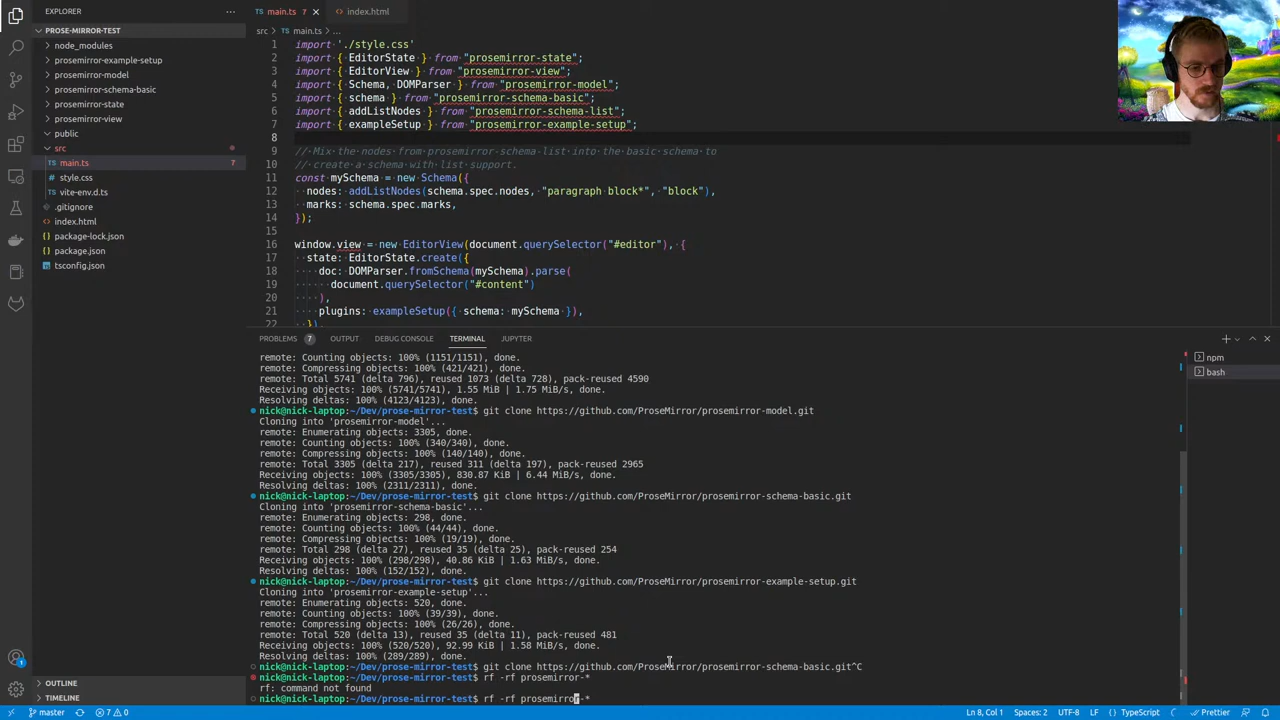 EXPLORER
PROSE-MIRROR-TEST
node_modules
prosemirror-example-setup
prosemirror-model
prosemirror-schema-basic
prosemirror-state
prosemirror-view
public
src
main.ts 7
style.css
vite-env.d.ts
.gitignore
index.html
package-lock.json
package.json
tsconfig.json
OUTLINE
TIMELINE
main.ts 7
index.html
src > main.ts > ...
1 import './style.css'
2 import { EditorState } from "prosemirror-state";
3 import { EditorView } from "prosemirror-view";
4 import { Schema, DOMParser } from "prosemirror-model";
5 import { schema } from "prosemirror-schema-basic";
6 import { addListNodes } from "prosemirror-schema-list";
7 import { exampleSetup } from "prosemirror-example-setup";
8
9 // Mix the nodes from prosemirror-schema-list into the basic schema to
10 // create a schema with list support.
11 const mySchema = new Schema({
12 nodes: addListNodes(schema.spec.nodes, "paragraph block*", "block"),
13 marks: schema.spec.marks,
14 });
15
16 window.view = new EditorView(document.querySelector("#editor"), {
17 state: EditorState.create({
18 doc: DOMParser.fromSchema(mySchema).parse(
19 document.querySelector("#content")
20 ),
21 plugins: exampleSetup({ schema: mySchema }),
22 }),
PROBLEMS 7 OUTPUT DEBUG CONSOLE TERMINAL JUPYTER
npm
bash
remote: Counting objects: 100% (1151/1151), done.
remote: Compressing objects: 100% (421/421), done.
remote: Total 5741 (delta 796), reused 1073 (delta 728), pack-reused 4590
Receiving objects: 100% (5741/5741), 1.55 MiB | 1.75 MiB/s, done.
Resolving deltas: 100% (4123/4123), done.
nick@nick-laptop:~/Dev/prose-mirror-test$ git clone https://github.com/ProseMirror/prosemirror-model.git
Cloning into 'prosemirror-model'...
remote: Enumerating objects: 3305, done.
remote: Counting objects: 100% (340/340), done.
remote: Compressing objects: 100% (140/140), done.
remote: Total 3305 (delta 217), reused 311 (delta 197), pack-reused 2965
Receiving objects: 100% (3305/3305), 830.87 KiB | 6.44 MiB/s, done.
Resolving deltas: 100% (2311/2311), done.
nick@nick-laptop:~/Dev/prose-mirror-test$ git clone https://github.com/ProseMirror/prosemirror-schema-basic.git
Cloning into 'prosemirror-schema-basic'...
remote: Enumerating objects: 298, done.
remote: Counting objects: 100% (44/44), done.
remote: Compressing objects: 100% (19/19), done.
remote: Total 298 (delta 27), reused 35 (delta 25), pack-reused 254
Receiving objects: 100% (298/298), 40.86 KiB | 1.63 MiB/s, done.
Resolving deltas: 100% (152/152), done.
nick@nick-laptop:~/Dev/prose-mirror-test$ git clone https://github.com/ProseMirror/prosemirror-example-setup.git
Cloning into 'prosemirror-example-setup'...
remote: Enumerating objects: 520, done.
remote: Counting objects: 100% (39/39), done.
remote: Compressing objects: 100% (26/26), done.
remote: Total 520 (delta 13), reused 35 (delta 11), pack-reused 481
Receiving objects: 100% (520/520), 92.99 KiB | 1.58 MiB/s, done.
Resolving deltas: 100% (289/289), done.
nick@nick-laptop:~/Dev/prose-mirror-test$ git clone https://github.com/ProseMirror/prosemirror-schema-basic.git^C
nick@nick-laptop:~/Dev/prose-mirror-test$ rf -rf prosemirror-*
rf: command not found
nick@nick-laptop:~/Dev/prose-mirror-test$ rf -rf prosemirror-*
master 7 0 Ln 8, Col 1 Spaces: 2 UTF-8 LF TypeScript Prettier